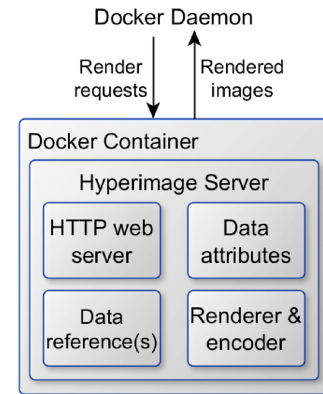 Docker Daemon
Render
requests
Rendered
images
Docker Container
Hyperimage Server
HTTP web
server
Data
attributes
Data
reference(s)
Renderer &
encoder